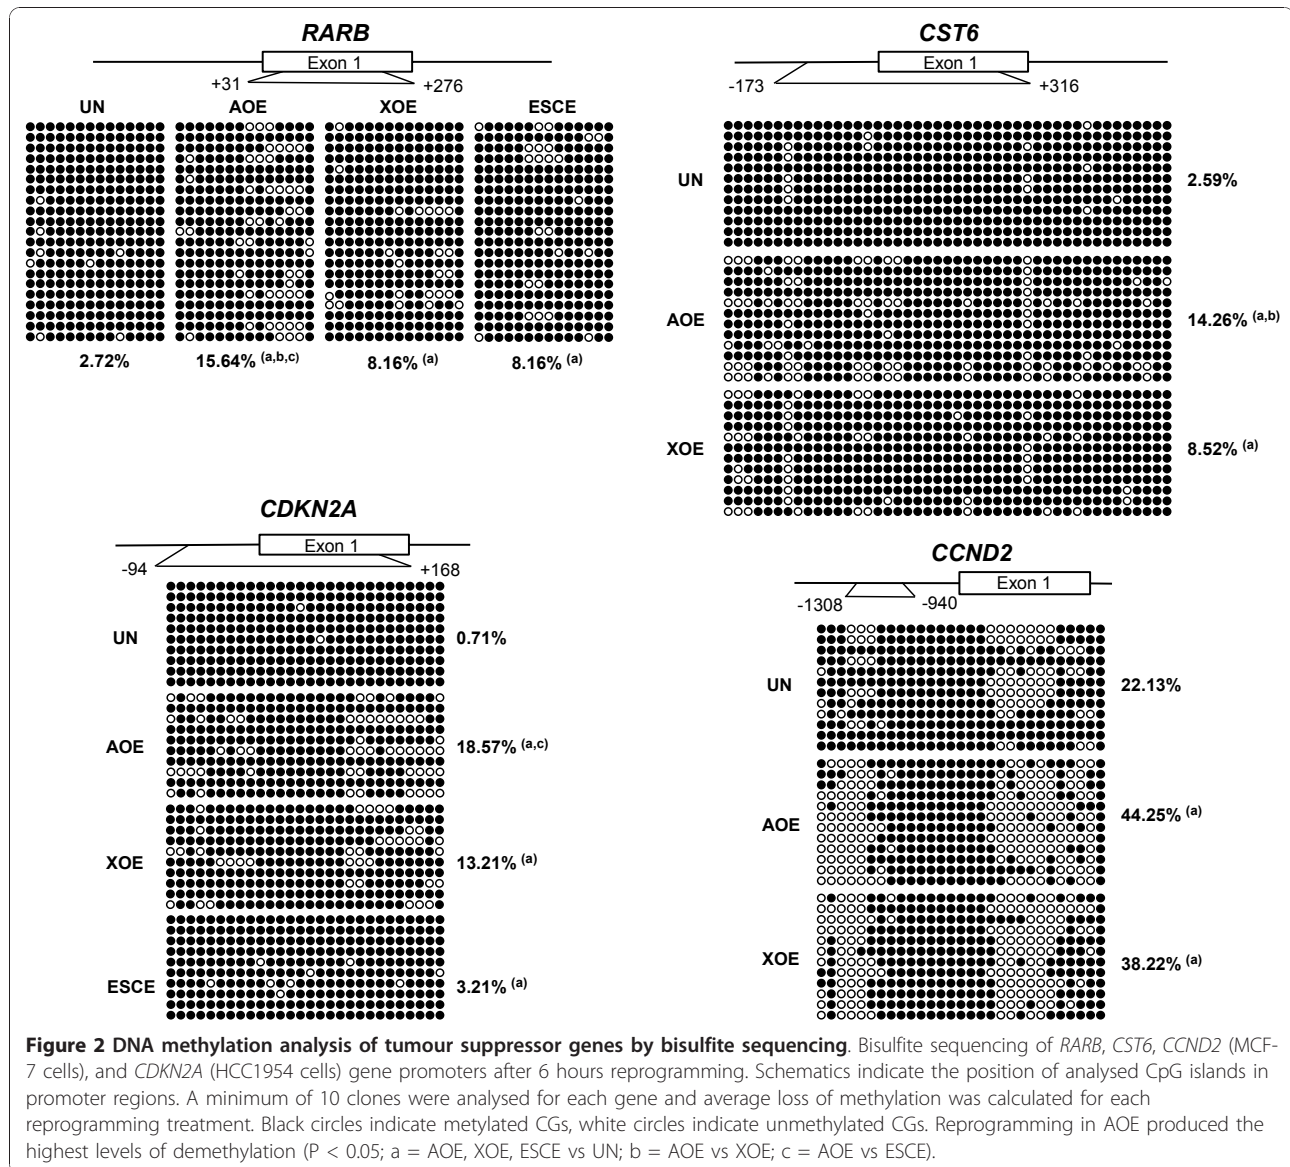 RARB
Exon 1
+31
+276
UN
AOE
XOE
ESCE
2.72%
15.64% (a,b,c)
8.16% (a)
8.16% (a)
CST6
Exon 1
-173
+316
UN
2.59%
AOE
14.26% (a,b)
XOE
8.52% (a)
CDKN2A
Exon 1
-94
+168
UN
0.71%
AOE
18.57% (a,c)
XOE
13.21% (a)
ESCE
3.21% (a)
CCND2
Exon 1
-1308
-940
UN
22.13%
AOE
44.25% (a)
XOE
38.22% (a)
Figure 2 DNA methylation analysis of tumour suppressor genes by bisulfite sequencing. Bisulfite sequencing of RARB, CST6, CCND2 (MCF-
7 cells), and CDKN2A (HCC1954 cells) gene promoters after 6 hours reprogramming. Schematics indicate the position of analysed CpG islands in
promoter regions. A minimum of 10 clones were analysed for each gene and average loss of methylation was calculated for each
reprogramming treatment. Black circles indicate metylated CGs, white circles indicate unmethylated CGs. Reprogramming in AOE produced the
highest levels of demethylation (P < 0.05; a = AOE, XOE, ESCE vs UN; b = AOE vs XOE; c = AOE vs ESCE).